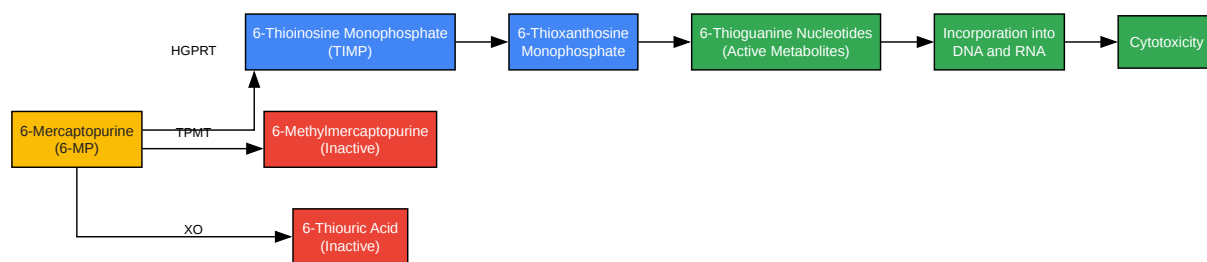 HGPRT
6-Thioinosine Monophosphate
(TIMP)
6-Thioxanthosine
Monophosphate
6-Thioguanine Nucleotides
(Active Metabolites)
Incorporation into
DNA and RNA
Cytotoxicity
6-Mercaptopurine
(6-MP)
TPMT
6-Methylmercaptopurine
(Inactive)
XO
6-Thiouric Acid
(Inactive)